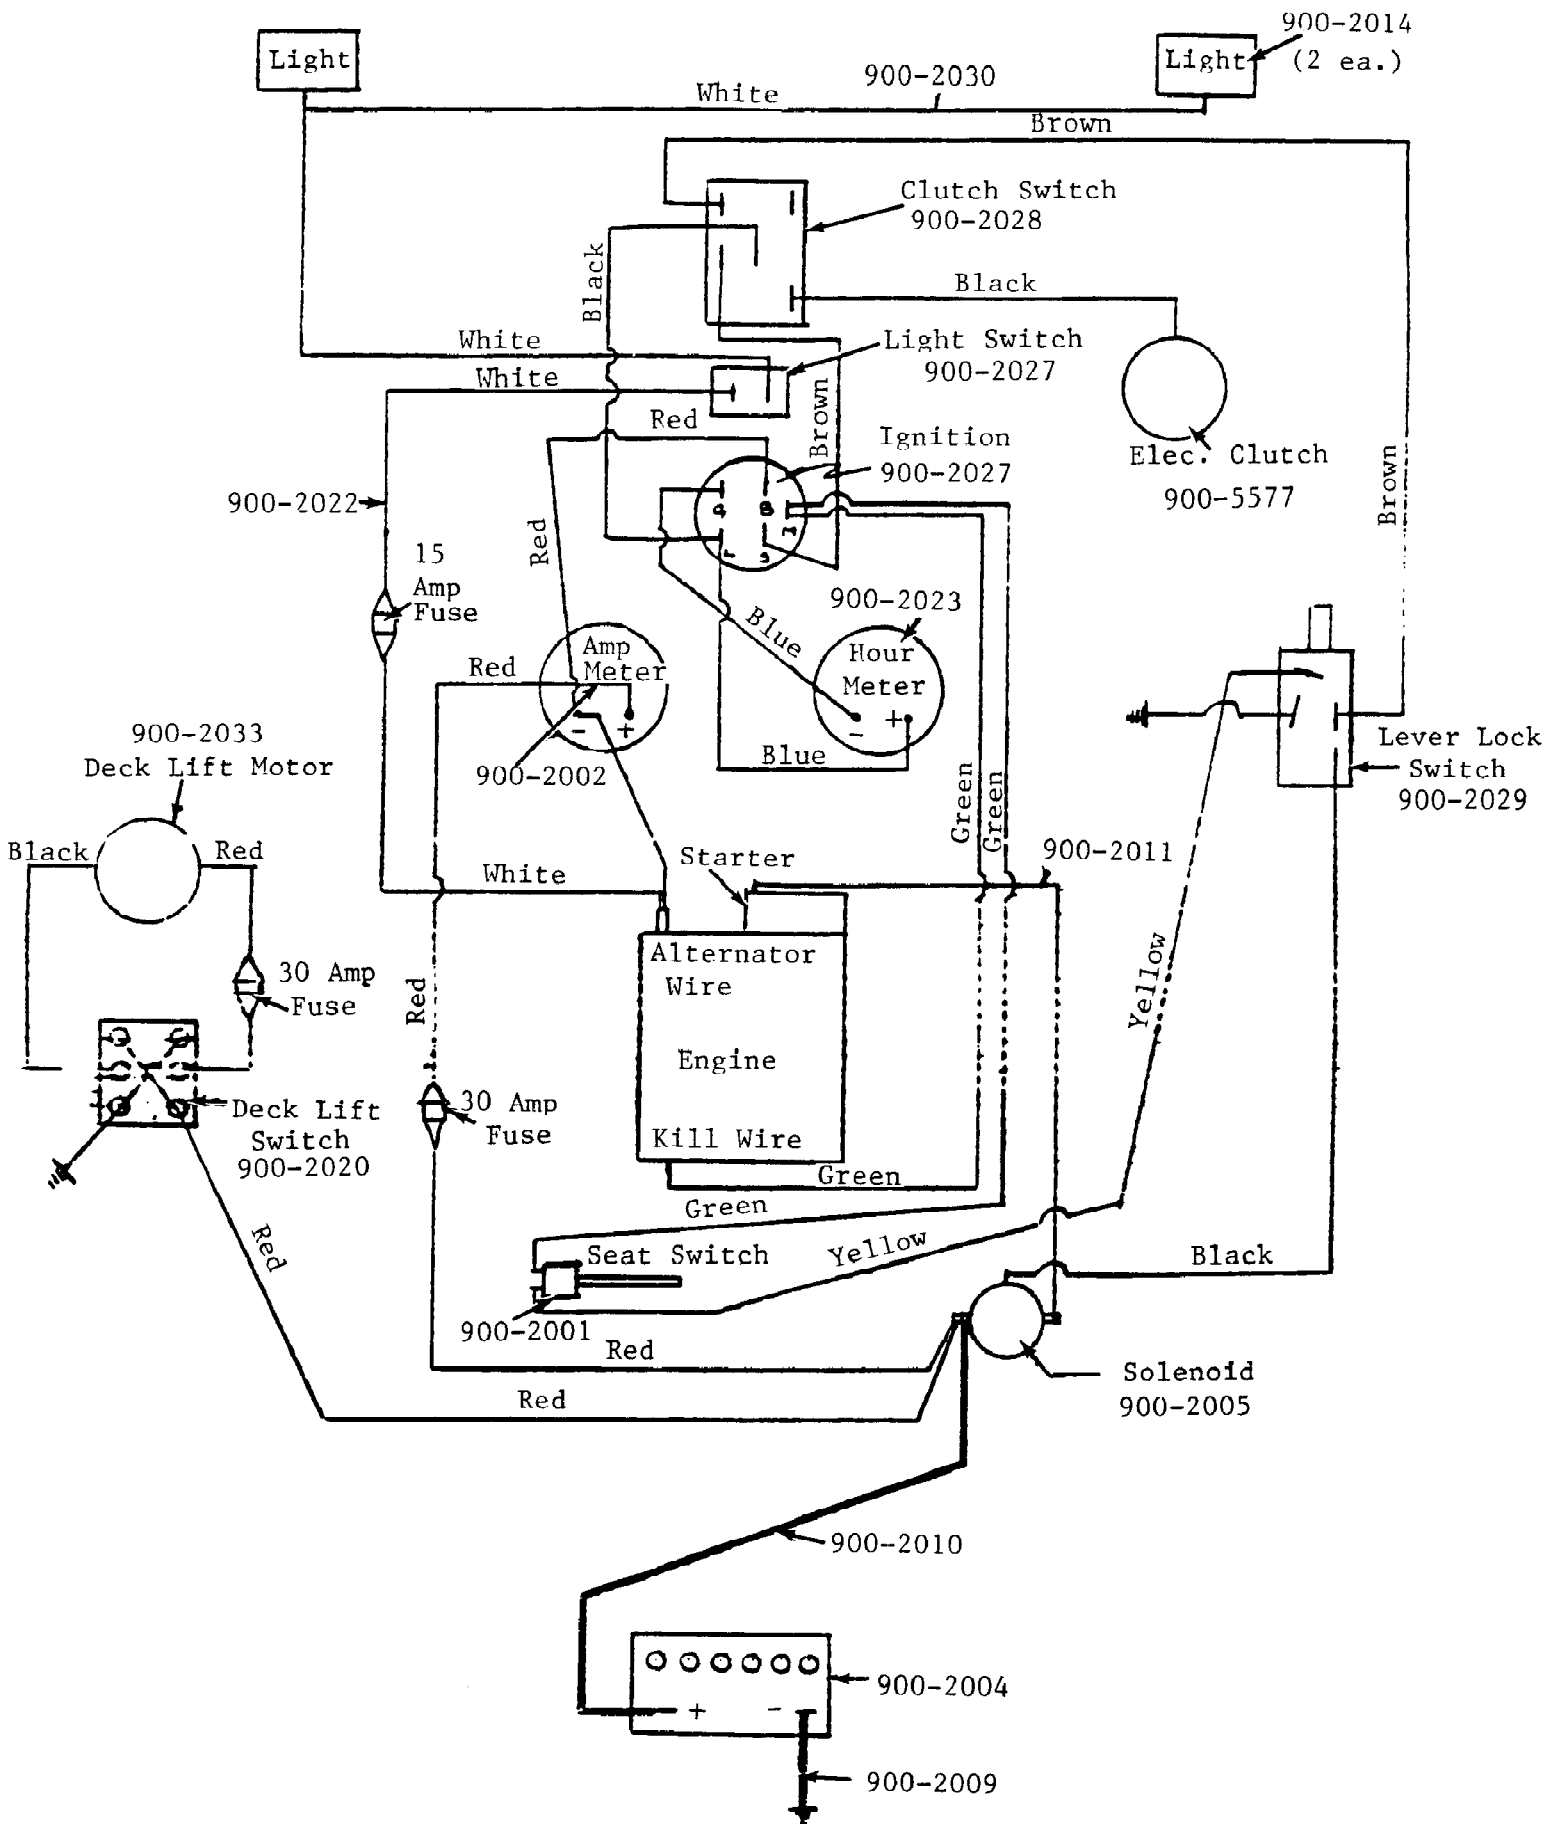 900-2014
Light
Light
(2 ea.)
900-2030
White
Brown
Clutch Switch
900-2028
Black
Black
White
Light Switch
900-2027
White
Red
Brown
Ignition
900-2027
Elec. Clutch
900-5577
Brown
900-2022
G
B
I
L
S
Red
15
Amp
Fuse
900-2023
Blue
Amp
Meter
Hour
Meter
Red
- +
- +
900-2033
Deck Lift Motor
900-2002
Blue
Lever Lock
Switch
900-2029
Green
Green
Black
Red
Starter
900-2011
White
Yellow
Alternator
Wire
30 Amp
Fuse
Red
Engine
Deck Lift
Switch
900-2020
30 Amp
Fuse
Kill Wire
Green
Green
Red
Seat Switch
Yellow
Black
900-2001
Red
Solenoid
900-2005
Red
900-2010
900-2004
+ -
900-2009